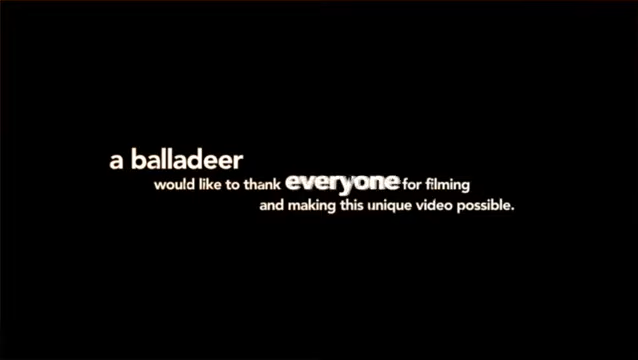 a balladeer
would like to thank everyone for filming
and making this unique video possible.